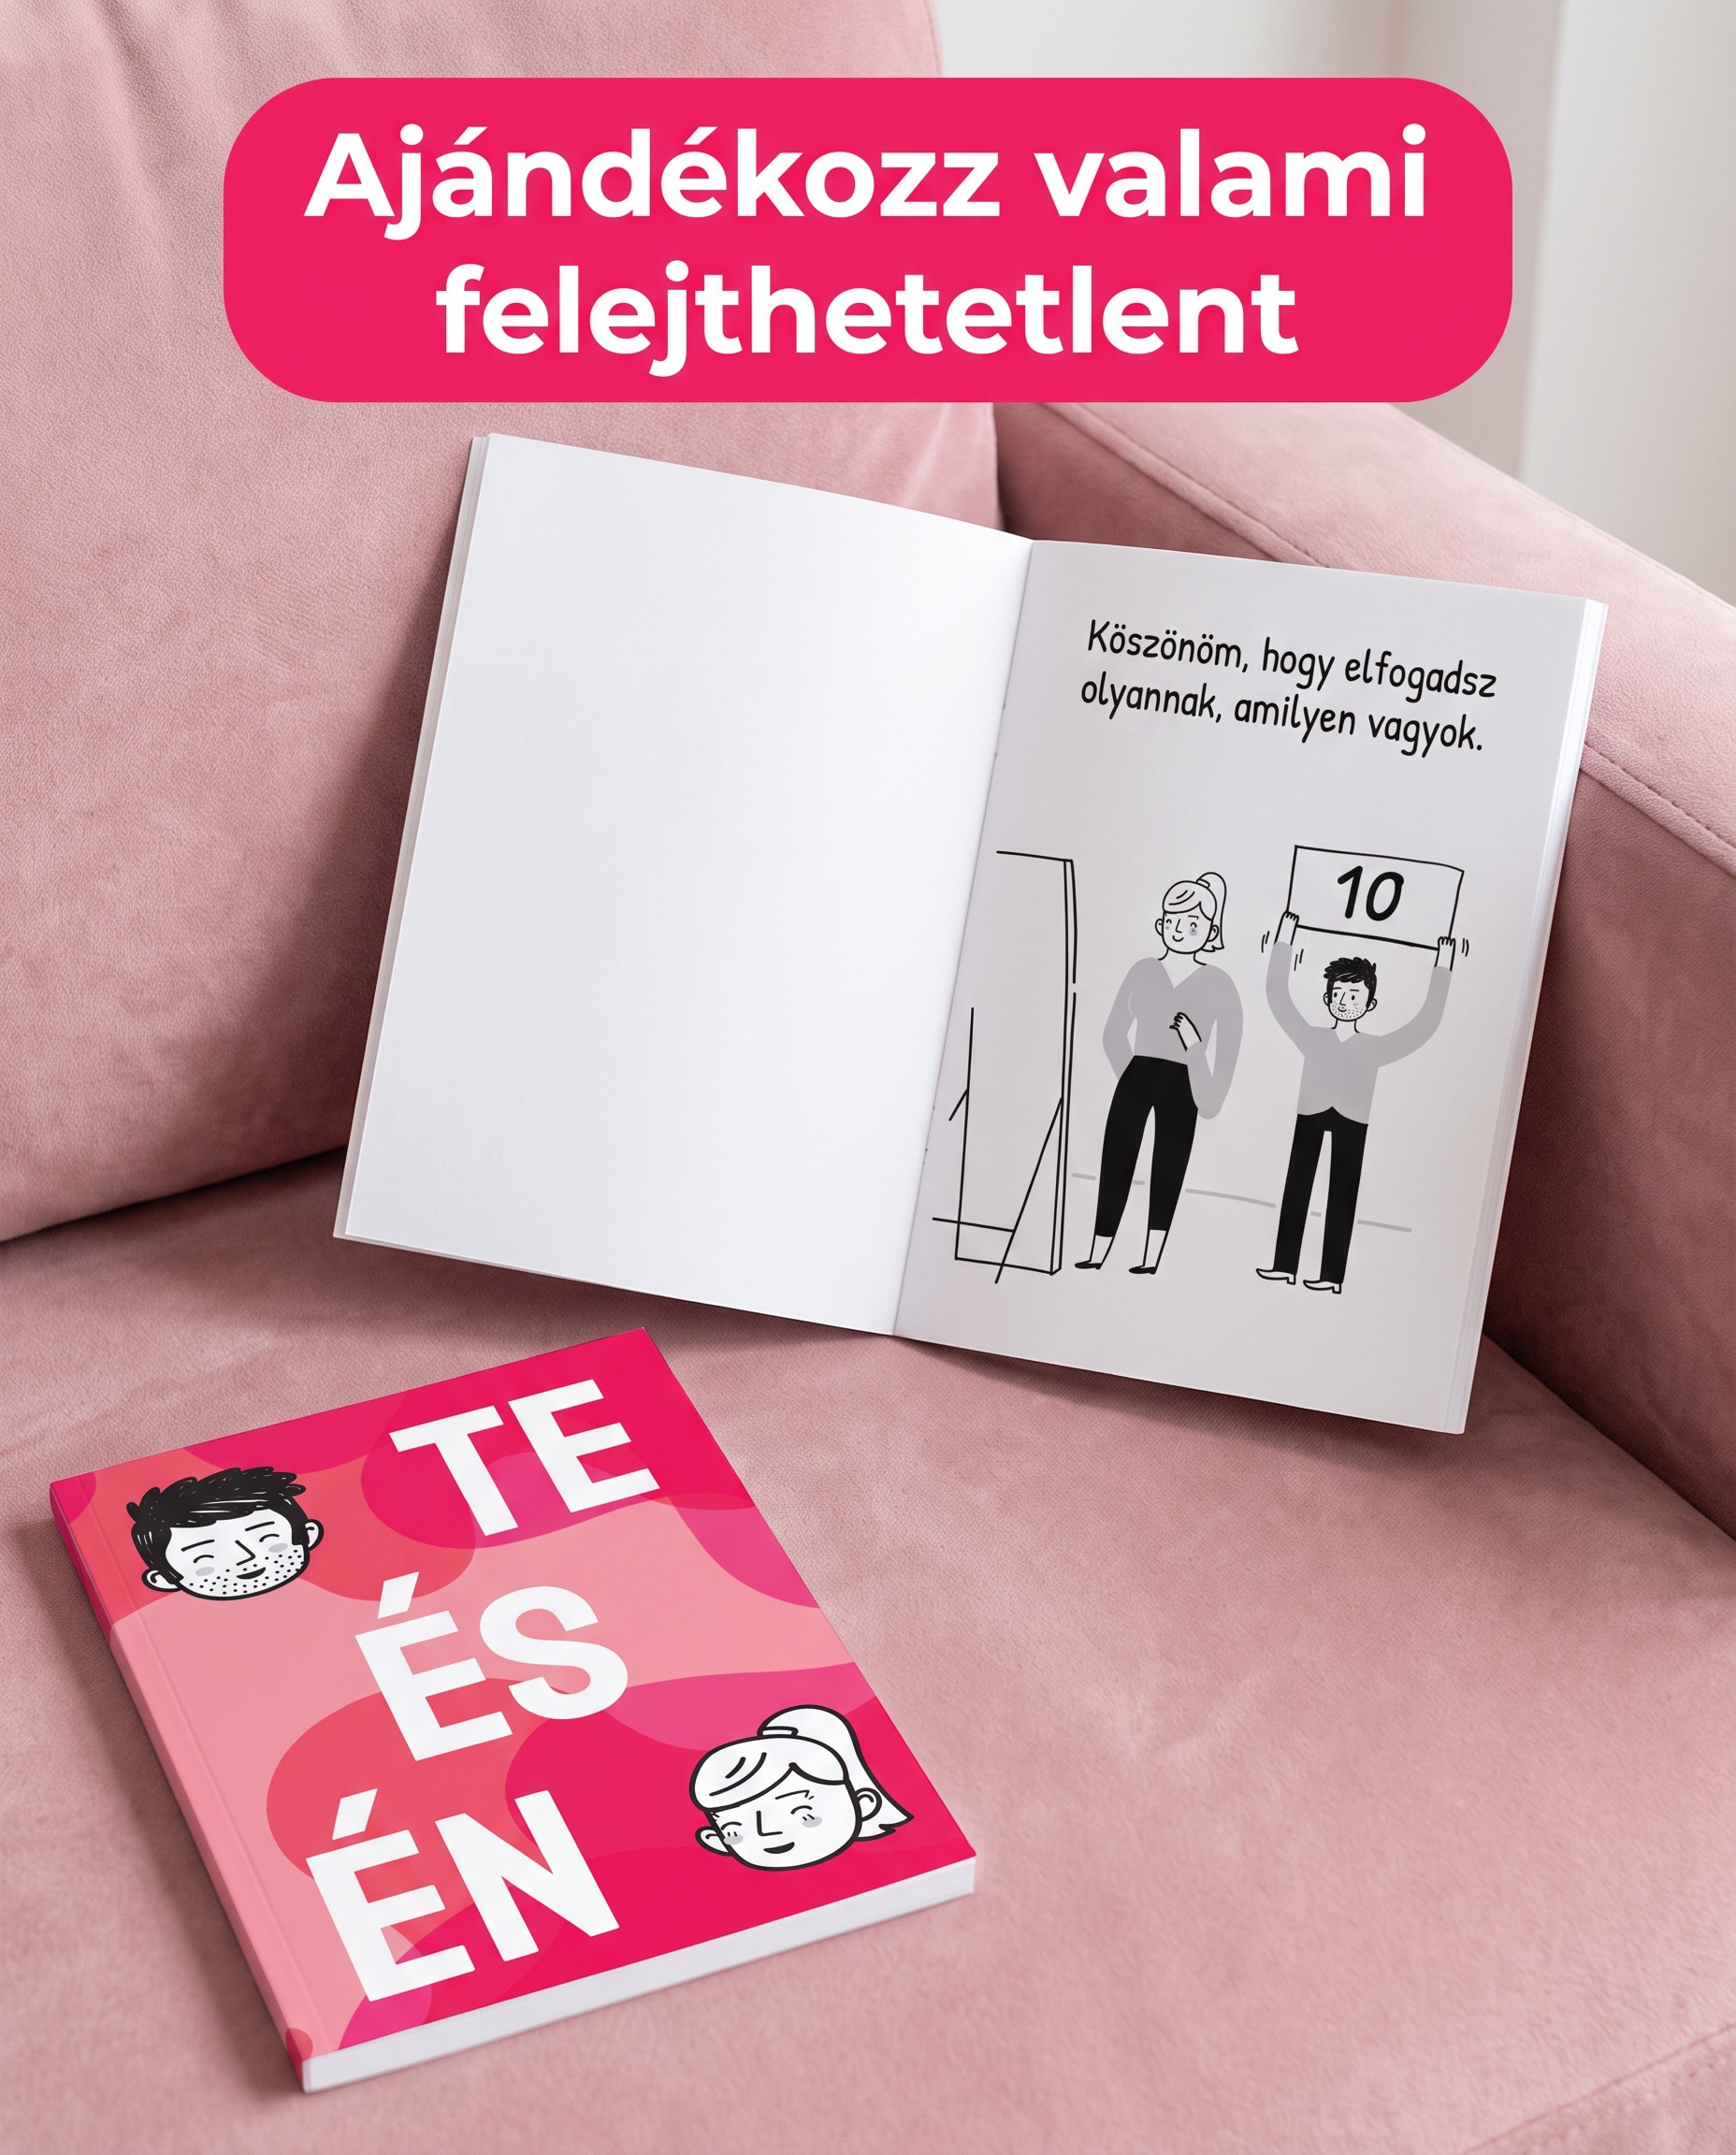 Ajándékozz valami
felejthetetlent
Köszönöm, hogy elfogadsz
olyannak, amilyen vagyok.
10
TE
ÉS
ÉN